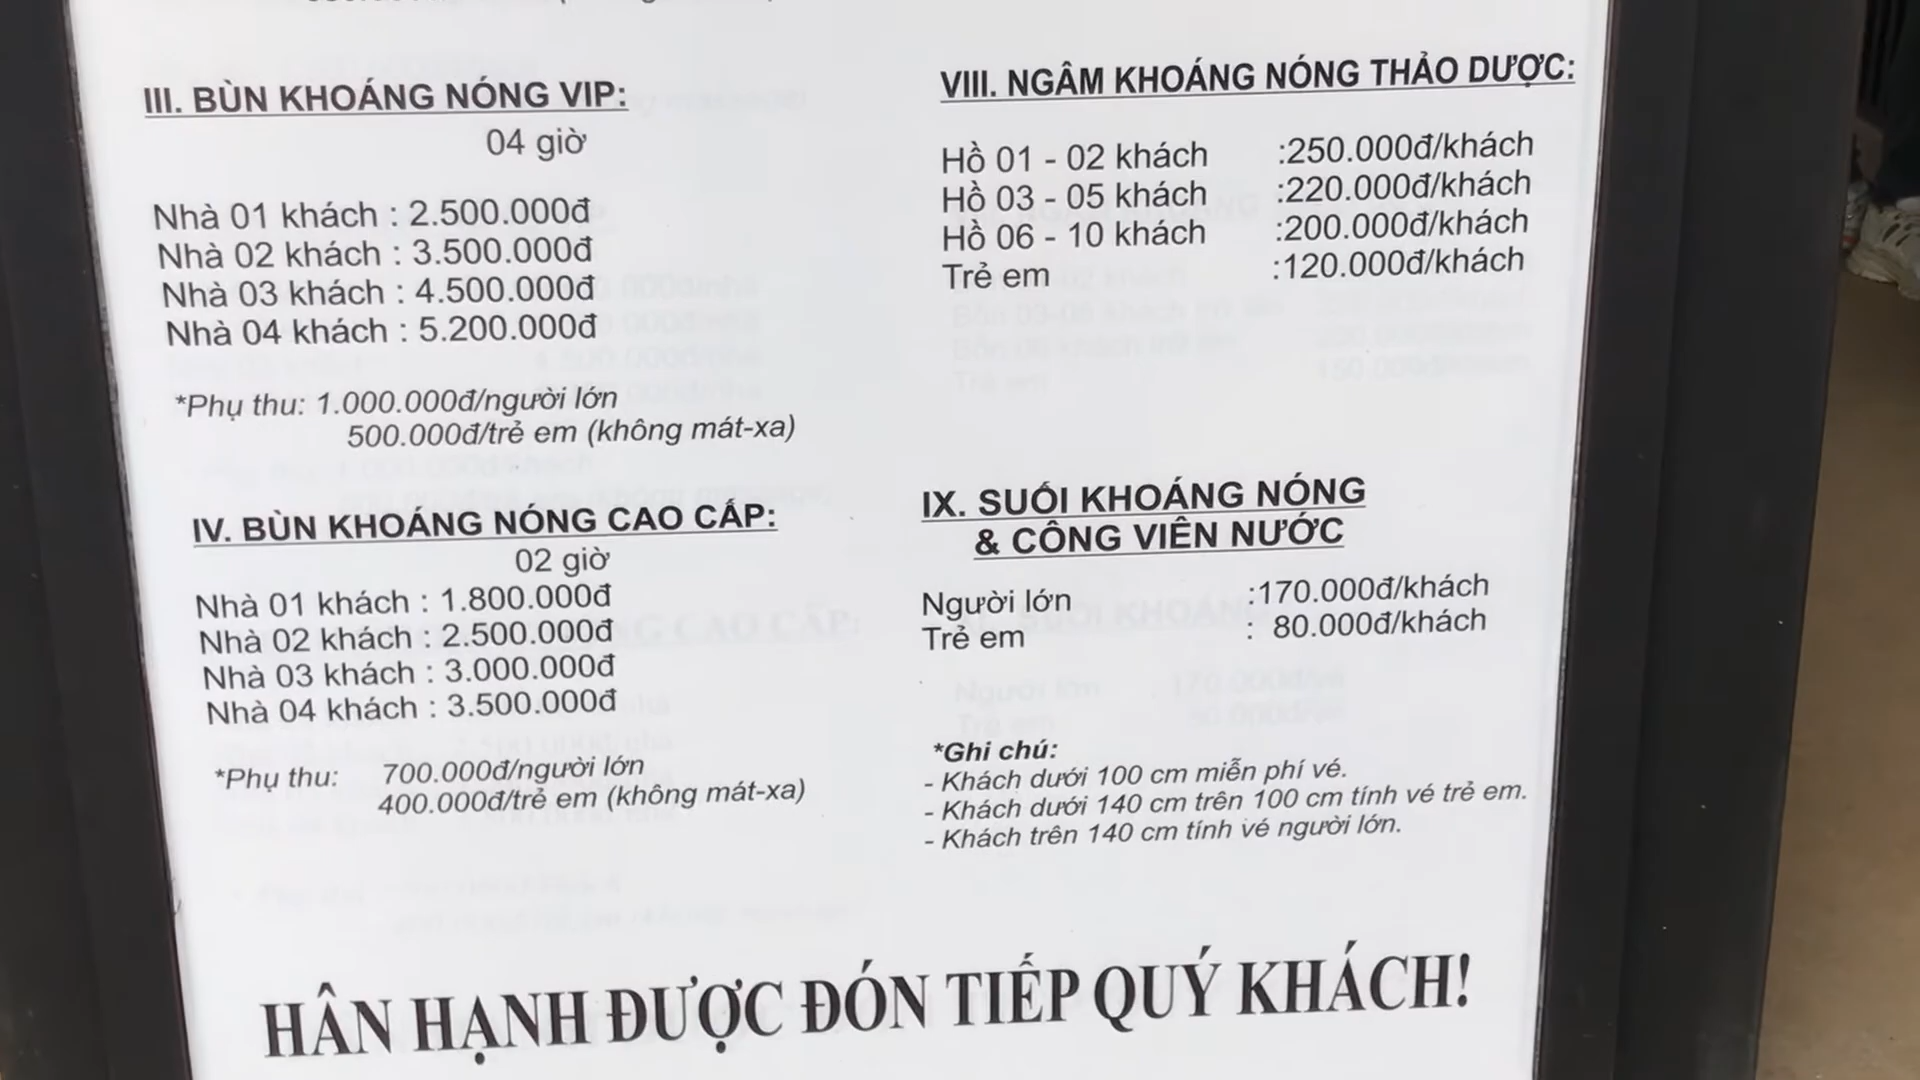 III. BÙN KHOÁNG NÓNG VIP:
04 giờ
Nhà 01 khách : 2.500.000đ
Nhà 02 khách : 3.500.000đ
Nhà 03 khách : 4.500.000đ
Nhà 04 khách : 5.200.000đ
*Phụ thu: 1.000.000đ/người lớn
500.000đ/trẻ em (không mát-xa)
IV. BÙN KHOÁNG NÓNG CAO CẤP:
02 giờ
Nhà 01 khách : 1.800.000đ
Nhà 02 khách : 2.500.000đ
Nhà 03 khách : 3.000.000đ
Nhà 04 khách : 3.500.000đ
*Phụ thu: 700.000đ/người lớn
400.000đ/trẻ em (không mát-xa)
VIII. NGÂM KHOÁNG NÓNG THẢO DƯỢC:
Hồ 01 - 02 khách :250.000đ/khách
Hồ 03 - 05 khách :220.000đ/khách
Hồ 06 - 10 khách :200.000đ/khách
Trẻ em :120.000đ/khách
IX. SUỐI KHOÁNG NÓNG
& CÔNG VIÊN NƯỚC
Người lớn :170.000đ/khách
Trẻ em : 80.000đ/khách
*Ghi chú:
- Khách dưới 100 cm miễn phí vé.
- Khách dưới 140 cm trên 100 cm tính vé trẻ em.
- Khách trên 140 cm tính vé người lớn.
HÂN HẠNH ĐƯỢC ĐÓN TIẾP QUÝ KHÁCH!